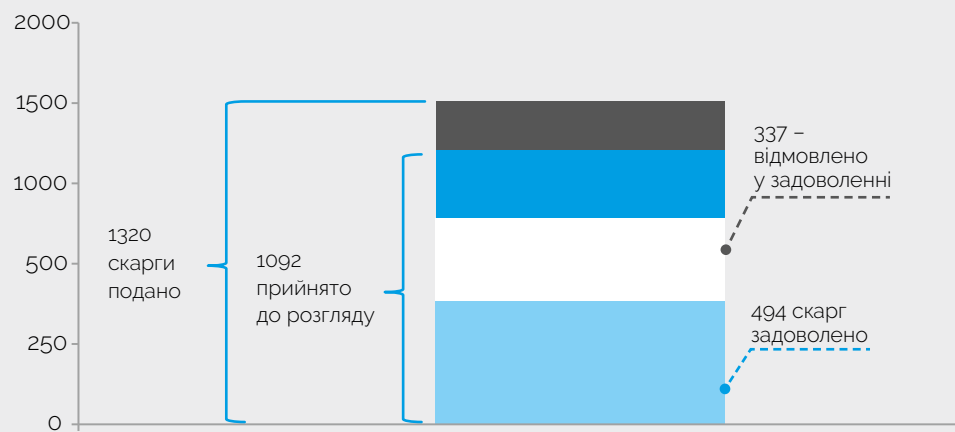 2000
1500
1000
500
250
0
1320
скарги
подано
1092
прийнято
до розгляду
337 –
відмовлено
у задоволенні
494 скарг
задоволено